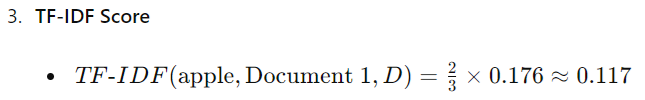 3. TF-IDF Score
• TF-IDF(apple, Document 1, D) = 2/3 × 0.176 ≈ 0.117